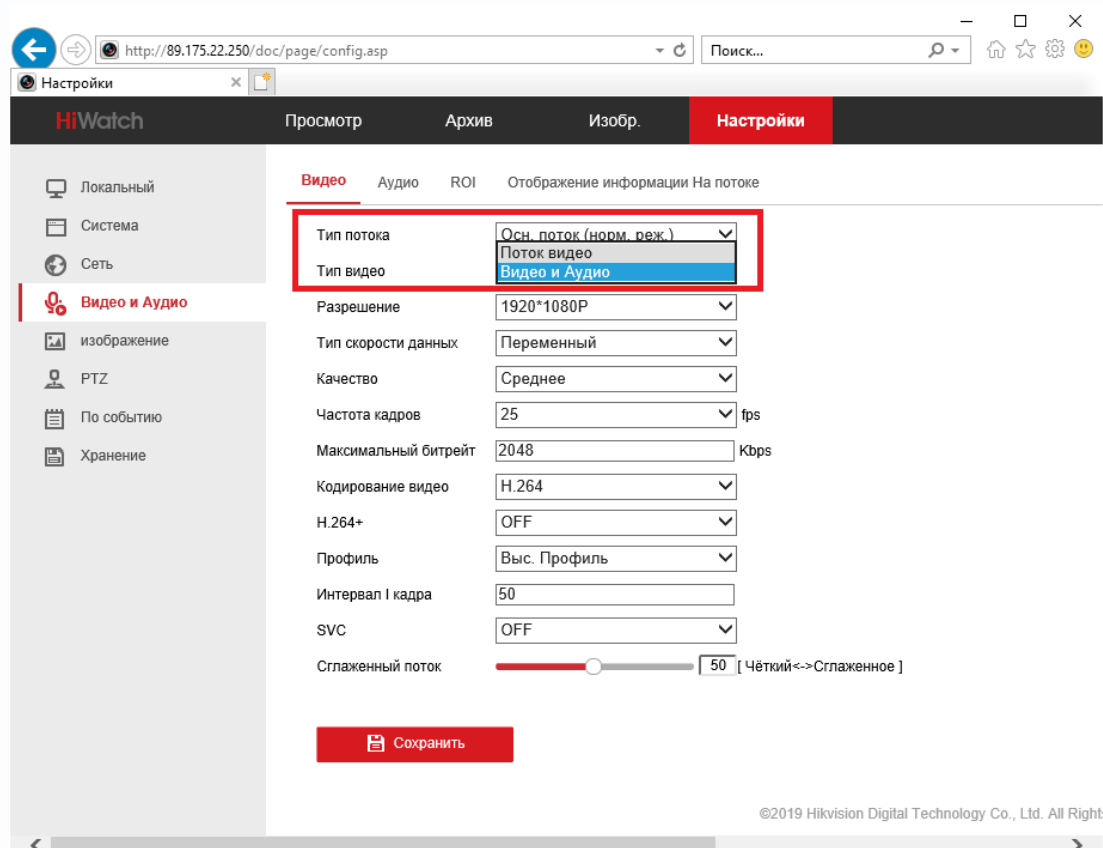 http://89.175.22.250/doc/page/config.asp
Поиск...
Настройки
HiWatch
Просмотр Архив Изобр. Настройки
Локальный
Система
Сеть
Видео и Аудио
изображение
PTZ
По событию
Хранение
Видео Аудио ROI Отображение информации На потоке
Тип потока Осн. поток (норм. реж.)
Поток видео
Тип видео Видео и Аудио
Разрешение 1920*1080P
Тип скорости данных Переменный
Качество Среднее
Частота кадров 25 fps
Максимальный битрейт 2048 Kbps
Кодирование видео H.264
H.264+ OFF
Профиль Выс. Профиль
Интервал I кадра 50
SVC OFF
Сглаженный поток 50 [ Чёткий<->Сглаженное ]
Сохранить
©2019 Hikvision Digital Technology Co., Ltd. All Right